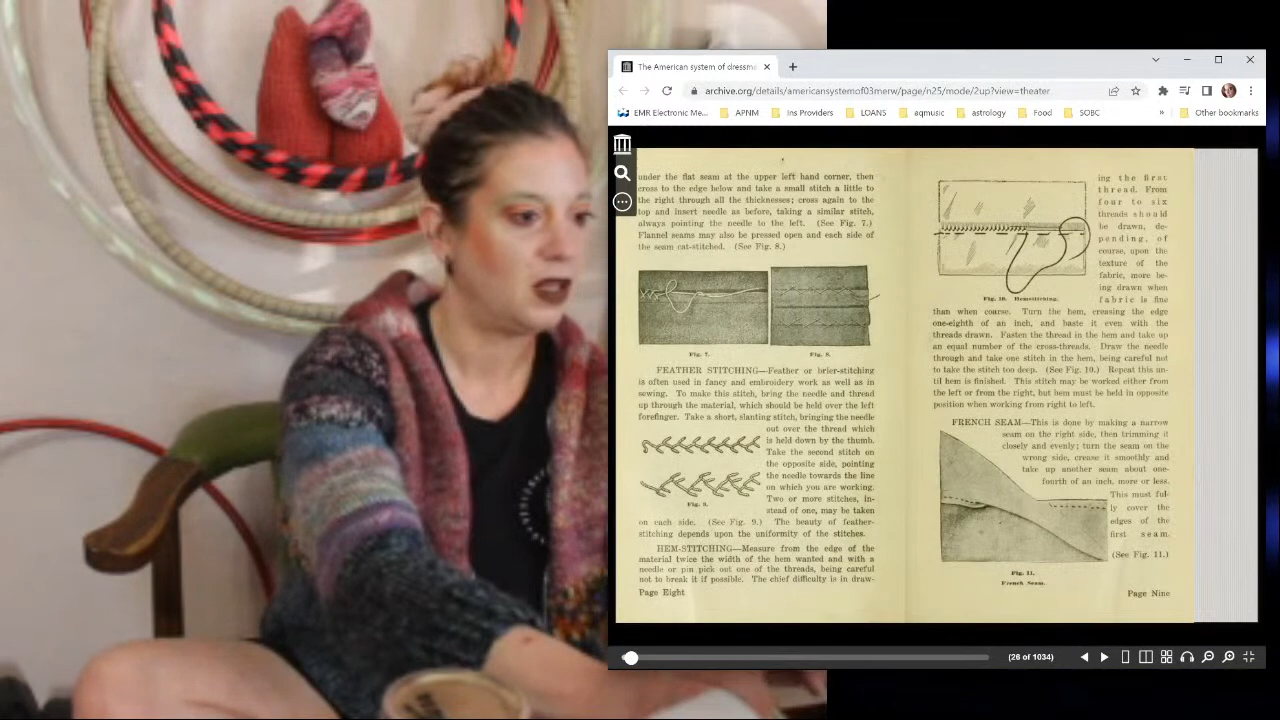 The American system of dressma
archive.org/details/americansystemof03merw/page/n25/mode/2up?view=theater
EMR Electronic Me...
APNM
Ins Providers
LOANS
aqmusic
astrology
Food
SOBC
»
Other bookmarks
under the flat seam at the upper left hand corner, then
cross to the edge below and take a small stitch a little to
the right through all the thicknesses; cross again to the
top and insert needle as before, taking a similar stitch,
always pointing the needle to the left. (See Fig. 7.)
Flannel seams may also be pressed open and each side of
the seam cat-stitched. (See Fig. 8.)
Fig. 7.
Fig. 8.
FEATHER STITCHING—Feather or brier-stitching
is often used in fancy and embroidery work as well as in
sewing. To make this stitch, bring the needle and thread
up through the material, which should be held over the left
forefinger. Take a short, slanting stitch, bringing the needle
out over the thread which
is held down by the thumb.
Take the second stitch on
the opposite side, pointing
the needle towards the line
on which you are working.
Two or more stitches, in-
stead of one, may be taken
Fig. 9.
on each side. (See Fig. 9.) The beauty of feather-
stitching depends upon the uniformity of the stitches.
HEM-STITCHING—Measure from the edge of the
material twice the width of the hem wanted and with a
needle or pin pick out one of the threads, being careful
not to break it if possible. The chief difficulty is in draw-
Page Eight
ing the first
thread. From
four to six
threads should
be drawn, de-
pending, of
course, upon the
texture of the
fabric, more be-
ing drawn when
fabric is fine
Fig. 10. Hemstitching.
than when coarse. Turn the hem, creasing the edge
one-eighth of an inch, and baste it even with the
threads drawn. Fasten the thread in the hem and take up
an equal number of the cross-threads. Draw the needle
through and take one stitch in the hem, being careful not
to take the stitch too deep. (See Fig. 10.) Repeat this un-
til hem is finished. This stitch may be worked either from
the left or from the right, but hem must be held in opposite
position when working from right to left.
FRENCH SEAM—This is done by making a narrow
seam on the right side, then trimming it
closely and evenly; turn the seam on the
wrong side, crease it smoothly and
take up another seam about one-
fourth of an inch, more or less.
This must ful-
ly cover the
edges of the
first seam.
(See Fig. 11.)
Fig. 11.
French Seam.
Page Nine
(26 of 1034)